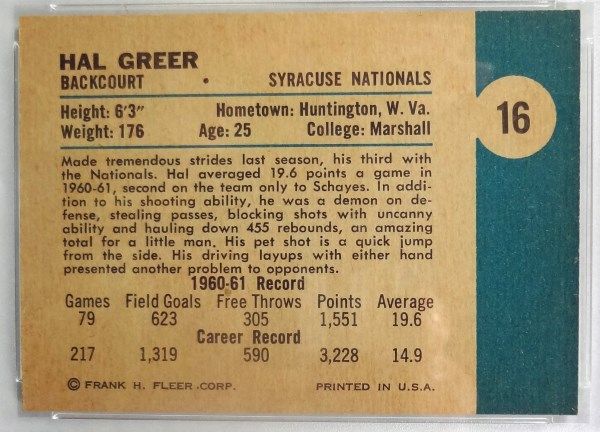 HAL GREER
BACKCOURT • SYRACUSE NATIONALS
16
Height: 6'3" Hometown: Huntington, W. Va.
Weight: 176 Age: 25 College: Marshall
Made tremendous strides last season, his third with
the Nationals. Hal averaged 19.6 points a game in
1960-61, second on the team only to Schayes. In addi-
tion to his shooting ability, he was a demon on de-
fense, stealing passes, blocking shots with uncanny
ability and hauling down 455 rebounds, an amazing
total for a little man. His pet shot is a quick jump
from the side. His driving layups with either hand
presented another problem to opponents.
1960-61 Record
Games Field Goals Free Throws Points Average
79 623 305 1,551 19.6
Career Record
217 1,319 590 3,228 14.9
© FRANK H. FLEER CORP. PRINTED IN U.S.A.